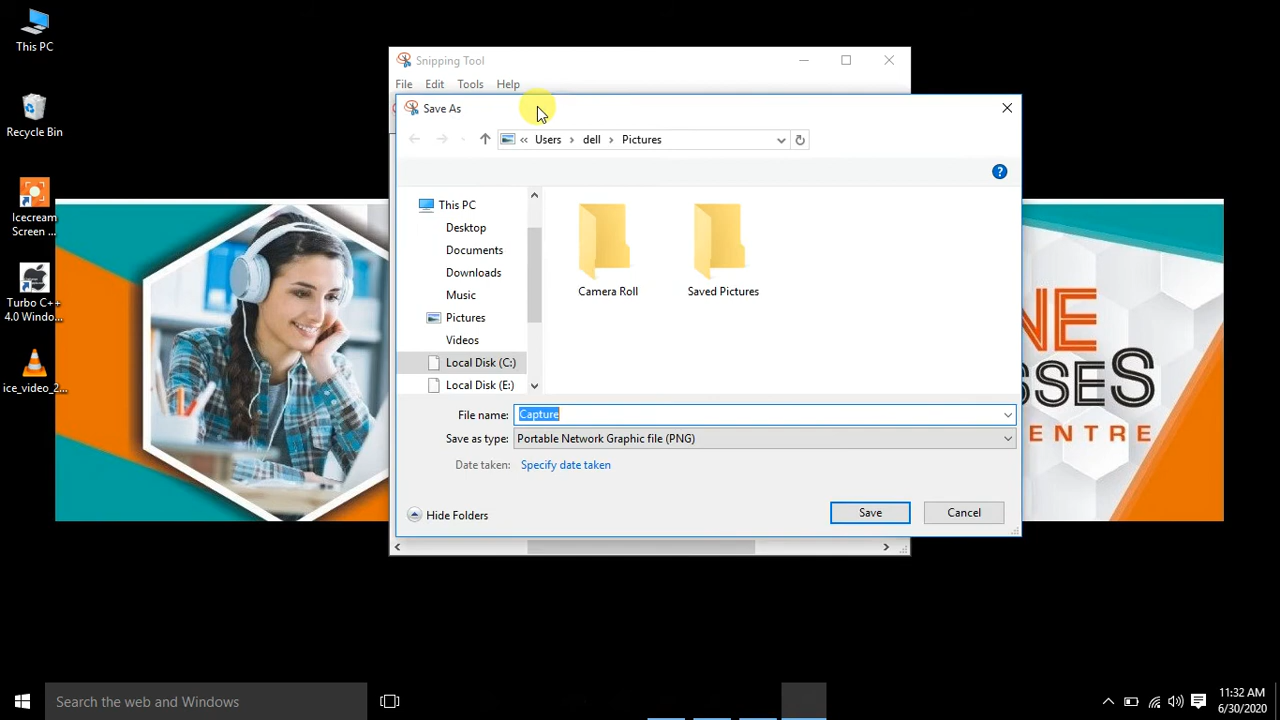 This PC
Recycle Bin
Icecream
Screen ...
Turbo C++
4.0 Windo...
ice_video_2...
Snipping Tool
File Edit Tools Help
Save As
« Users > dell > Pictures
?
This PC
Desktop
Documents
Downloads
Music
Pictures
Videos
Local Disk (C:)
Local Disk (E:)
Camera Roll
Saved Pictures
File name: Capture
Save as type: Portable Network Graphic file (PNG)
Date taken: Specify date taken
Hide Folders
Save
Cancel
NE
SSES
ENTRE
Search the web and Windows
11:32 AM
6/30/2020